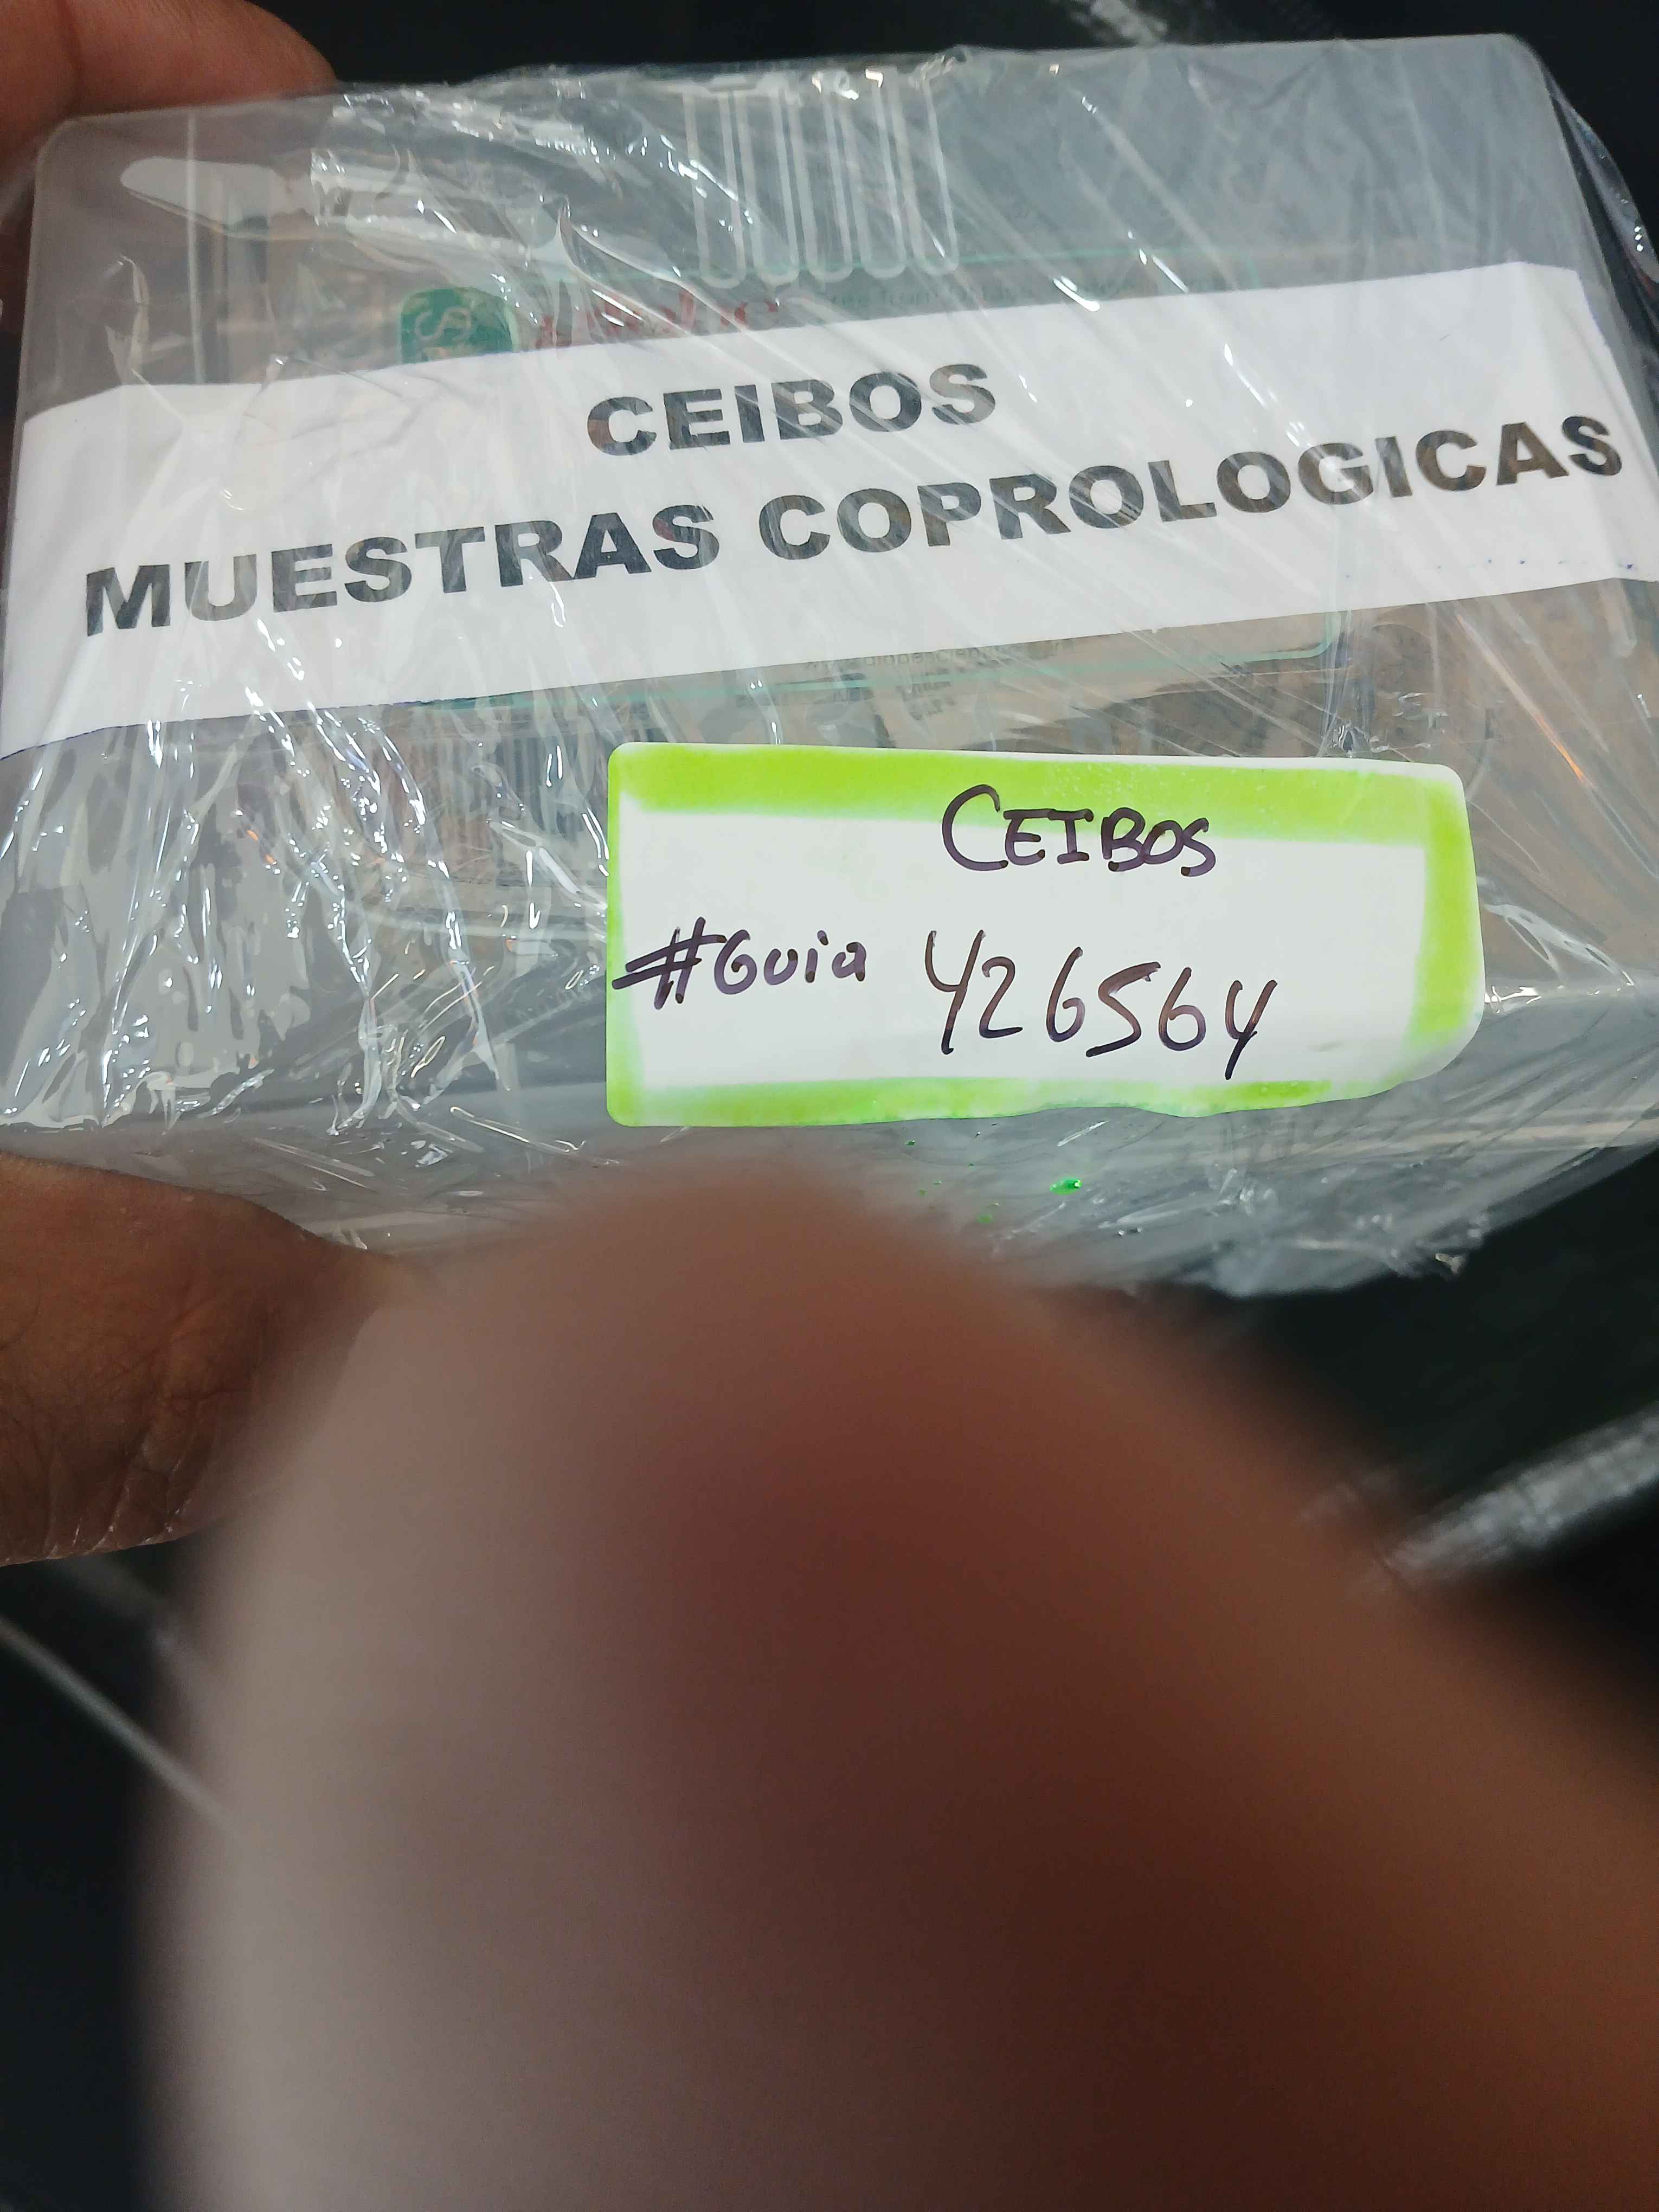 CEIBOS
MUESTRAS COPROLOGICAS
CEIBOS
#Guia 426564